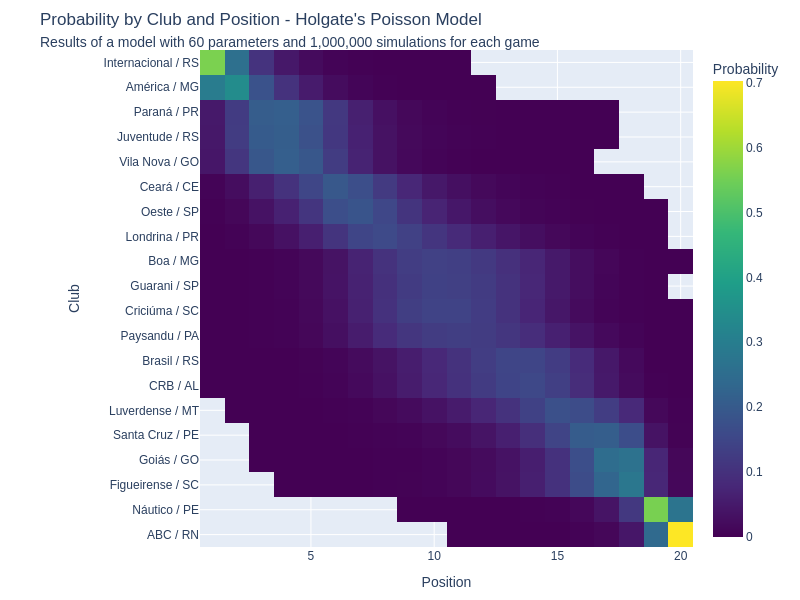 Probability by Club and Position - Holgate's Poisson Model
Results of a model with 60 parameters and 1,000,000 simulations for each game
Probability
Internacional / RS
América / MG
Paraná / PR
Juventude / RS
Vila Nova / GO
Ceará / CE
Oeste / SP
Londrina / PR
Boa / MG
Guarani / SP
Criciúma / SC
Paysandu / PA
Brasil / RS
CRB / AL
Luverdense / MT
Santa Cruz / PE
Goiás / GO
Figueirense / SC
Náutico / PE
ABC / RN
Club
5
10
15
20
Position
0.7
0.6
0.5
0.4
0.3
0.2
0.1
0